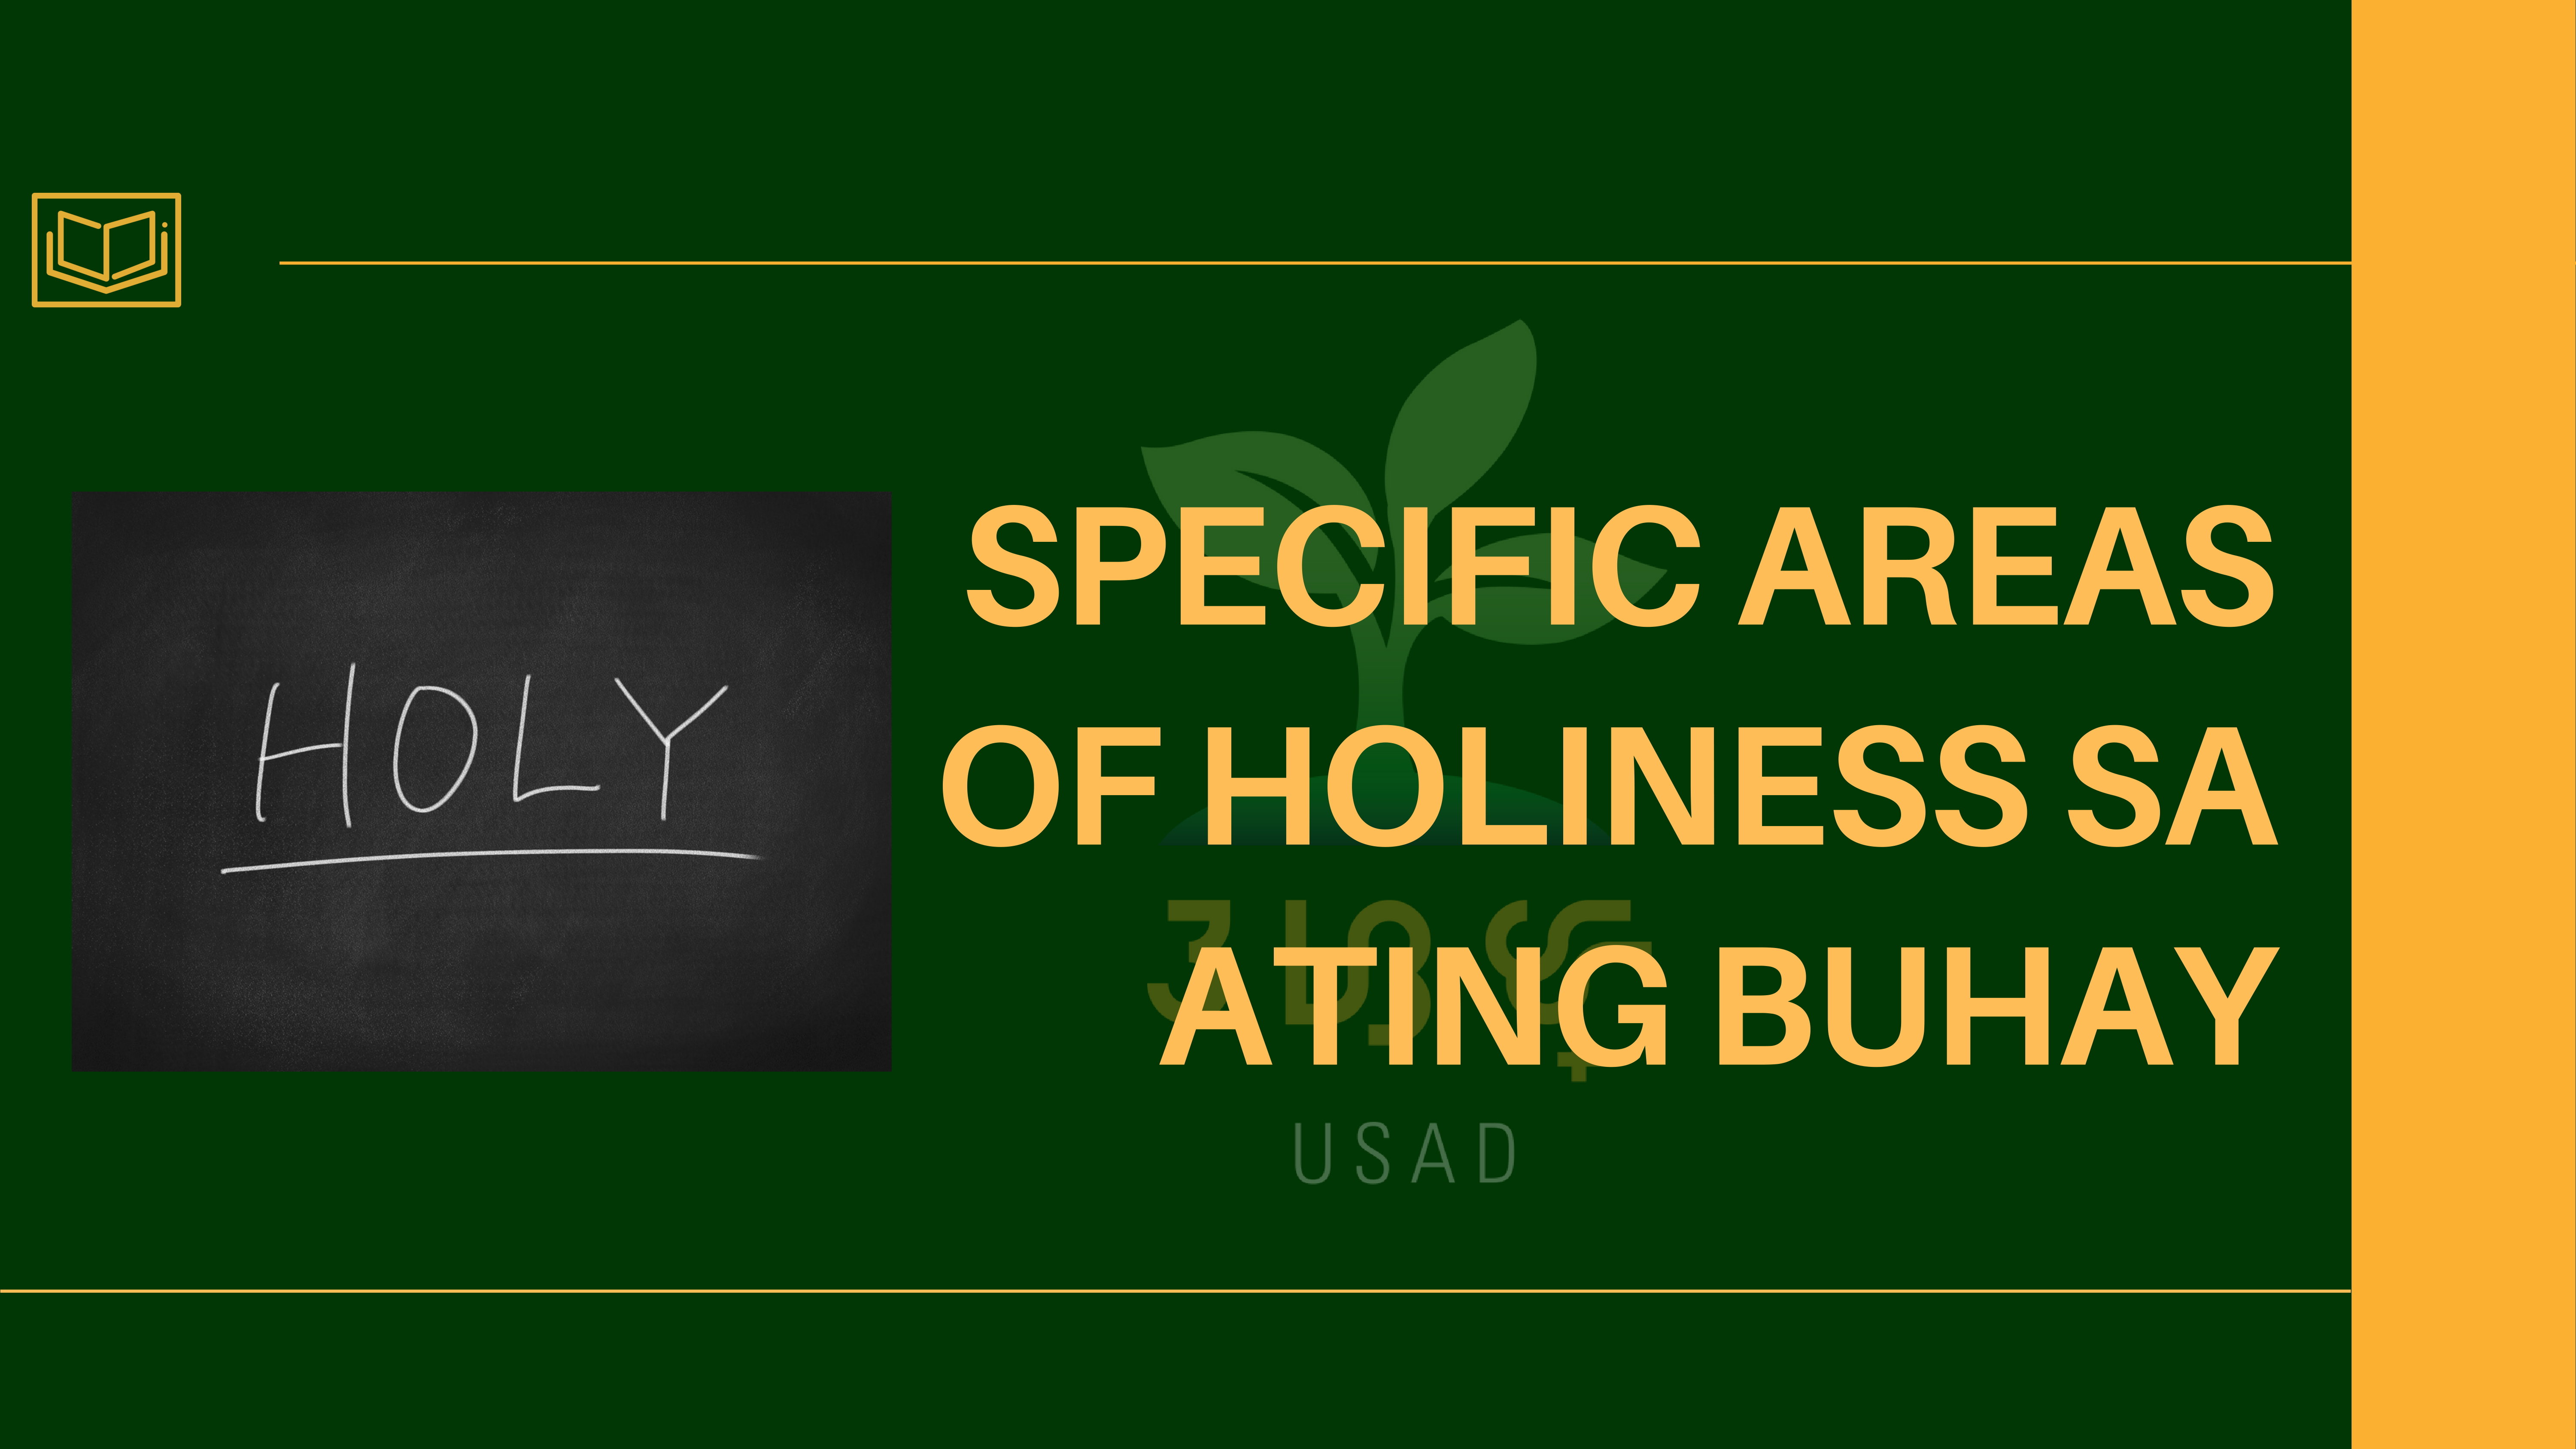 HOLY
SPECIFIC AREAS
OF HOLINESS SA
ATING BUHAY
USAD